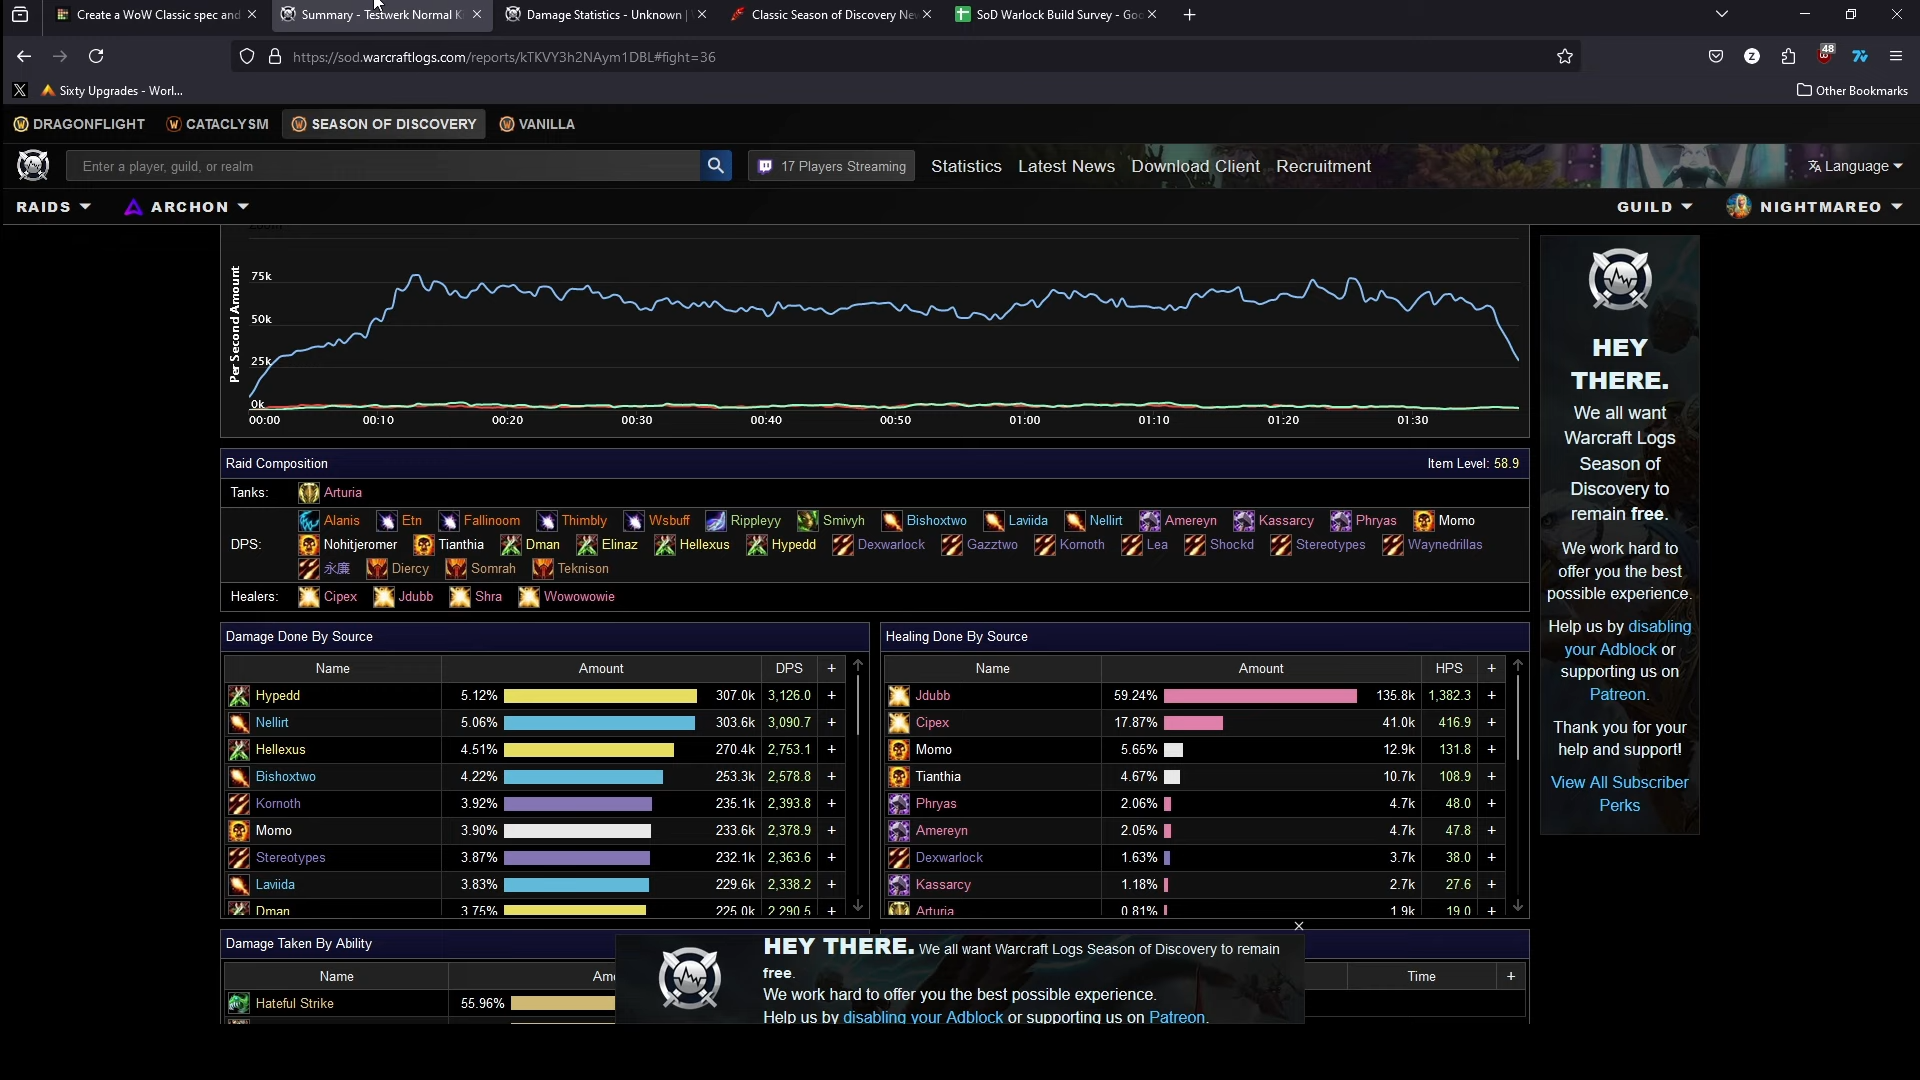 Create a WoW Classic spec and
Summary - Testwerk Normal K
Damage Statistics - Unknown |
Classic Season of Discovery Ne
SoD Warlock Build Survey - Goo
https://sod.warcraftlogs.com/reports/kTKVY3h2NAym1DBL#fight=36
48
Sixty Upgrades - Worl...
Other Bookmarks
DRAGONFLIGHT CATACLYSM SEASON OF DISCOVERY VANILLA
Enter a player, guild, or realm
17 Players Streaming
Statistics Latest News Download Client Recruitment
Language
RAIDS ARCHON GUILD NIGHTMAREO
Zoom
Per Second Amount
75k
50k
25k
0k
00:00 00:10 00:20 00:30 00:40 00:50 01:00 01:10 01:20 01:30
Raid Composition Item Level: 58.9
Tanks: Arturia
DPS: Alanis Etn Fallinoom Thimbly Wsbuff Rippleyy Smivyh Bishoxtwo Laviida Nellirt Amereyn Kassarcy Phryas Momo
Nohitjeromer Tianthia Dman Elinaz Hellexus Hypedd Dexwarlock Gazztwo Kornoth Lea Shockd Stereotypes Waynedrillas
永廉 Diercy Somrah Teknison
Healers: Cipex Jdubb Shra Wowowowie
Damage Done By Source
Name Amount DPS +
Hypedd 5.12% 307.0k 3,126.0 +
Nellirt 5.06% 303.6k 3,090.7 +
Hellexus 4.51% 270.4k 2,753.1 +
Bishoxtwo 4.22% 253.3k 2,578.8 +
Kornoth 3.92% 235.1k 2,393.8 +
Momo 3.90% 233.6k 2,378.9 +
Stereotypes 3.87% 232.1k 2,363.6 +
Laviida 3.83% 229.6k 2,338.2 +
Dman 3.75% 225.0k 2,290.5 +
Healing Done By Source
Name Amount HPS +
Jdubb 59.24% 135.8k 1,382.3 +
Cipex 17.87% 41.0k 416.9 +
Momo 5.65% 12.9k 131.8 +
Tianthia 4.67% 10.7k 108.9 +
Phryas 2.06% 4.7k 48.0 +
Amereyn 2.05% 4.7k 47.8 +
Dexwarlock 1.63% 3.7k 38.0 +
Kassarcy 1.18% 2.7k 27.6 +
Arturia 0.81% 1.9k 19.0 +
Damage Taken By Ability
Name Amo
Hateful Strike 55.96%
Time +
HEY THERE. We all want Warcraft Logs Season of Discovery to remain
free.
We work hard to offer you the best possible experience.
Help us by disabling your Adblock or supporting us on Patreon.
HEY
THERE.
We all want
Warcraft Logs
Season of
Discovery to
remain free.
We work hard to
offer you the best
possible experience.
Help us by disabling
your Adblock or
supporting us on
Patreon.
Thank you for your
help and support!
View All Subscriber
Perks